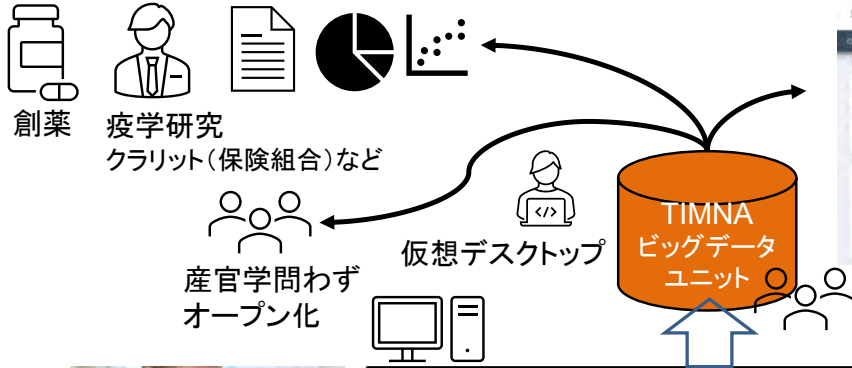 創薬
疫学研究
クラリット(保険組合)など
産官学問わず
オープン化
仮想デスクトップ
</>
TIMNA
ビッグデータ
ユニット